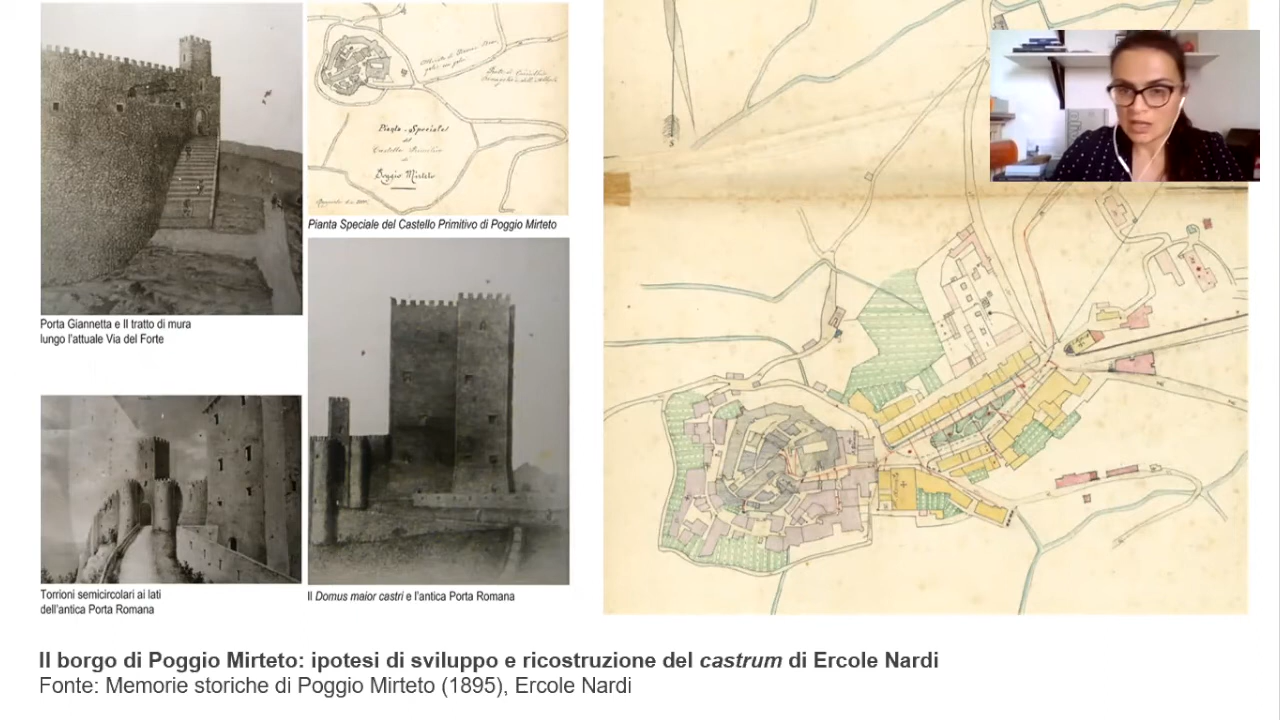 Pianta Speciale
del
Castello Primitivo
di
Poggio Mirteto
Pianta Speciale del Castello Primitivo di Poggio Mirteto
Porta Giannetta e Il tratto di mura
lungo l'attuale Via del Forte
Torrioni semicircolari ai lati
dell'antica Porta Romana
Il Domus maior castri e l'antica Porta Romana
Il borgo di Poggio Mirteto: ipotesi di sviluppo e ricostruzione del castrum di Ercole Nardi
Fonte: Memorie storiche di Poggio Mirteto (1895), Ercole Nardi